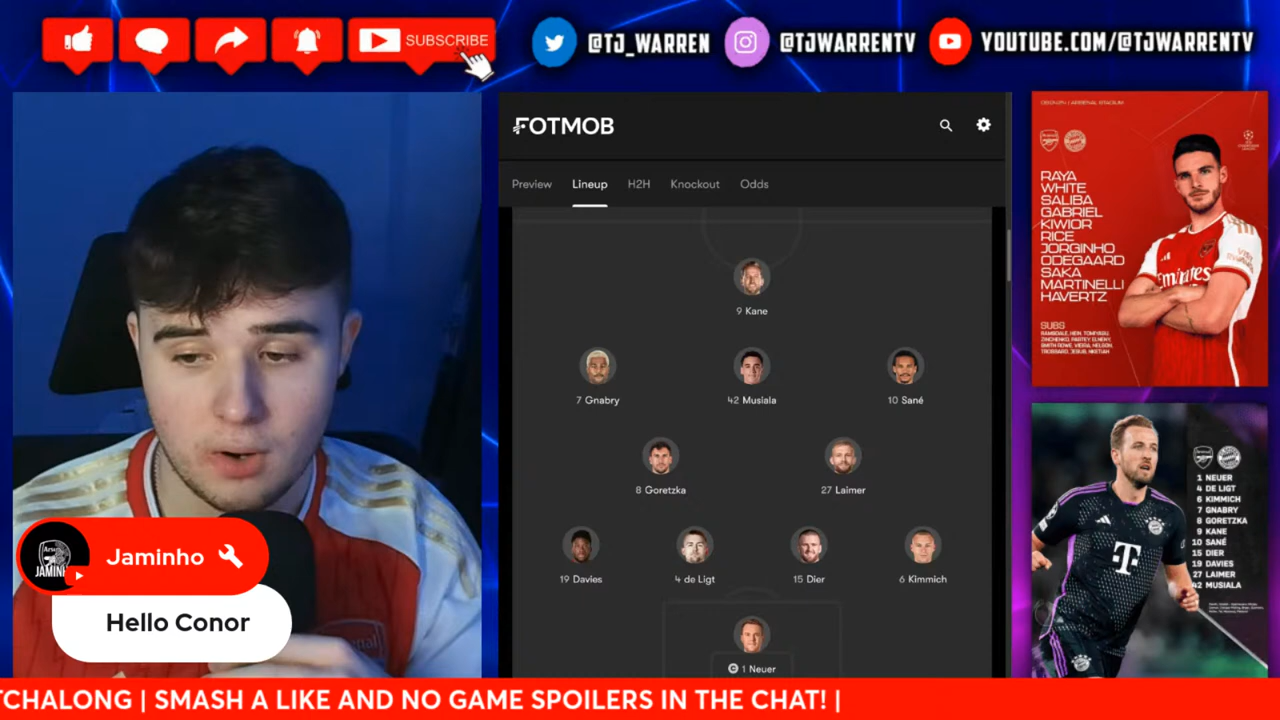 SUBSCRIBE
@TJ_WARREN
@TJWARRENTV
YOUTUBE.COM/@TJWARRENTV
FOTMOB
Preview Lineup H2H Knockout Odds
9 Kane
7 Gnabry
42 Musiala
10 Sané
8 Goretzka
27 Laimer
19 Davies
4 de Ligt
15 Dier
6 Kimmich
C 1 Neuer
RAYA
WHITE
SALIBA
GABRIEL
KIWIOR
RICE
JORGINHO
ODEGAARD
SAKA
MARTINELLI
HAVERTZ
SUBS
Emirates
1 NEUER
4 DE LIGT
6 KIMMICH
7 GNABRY
8 GORETZKA
9 KANE
10 SANÉ
15 DIER
19 DAVIES
27 LAIMER
42 MUSIALA
T
Jaminho
Hello Conor
TCHALONG | SMASH A LIKE AND NO GAME SPOILERS IN THE CHAT! |